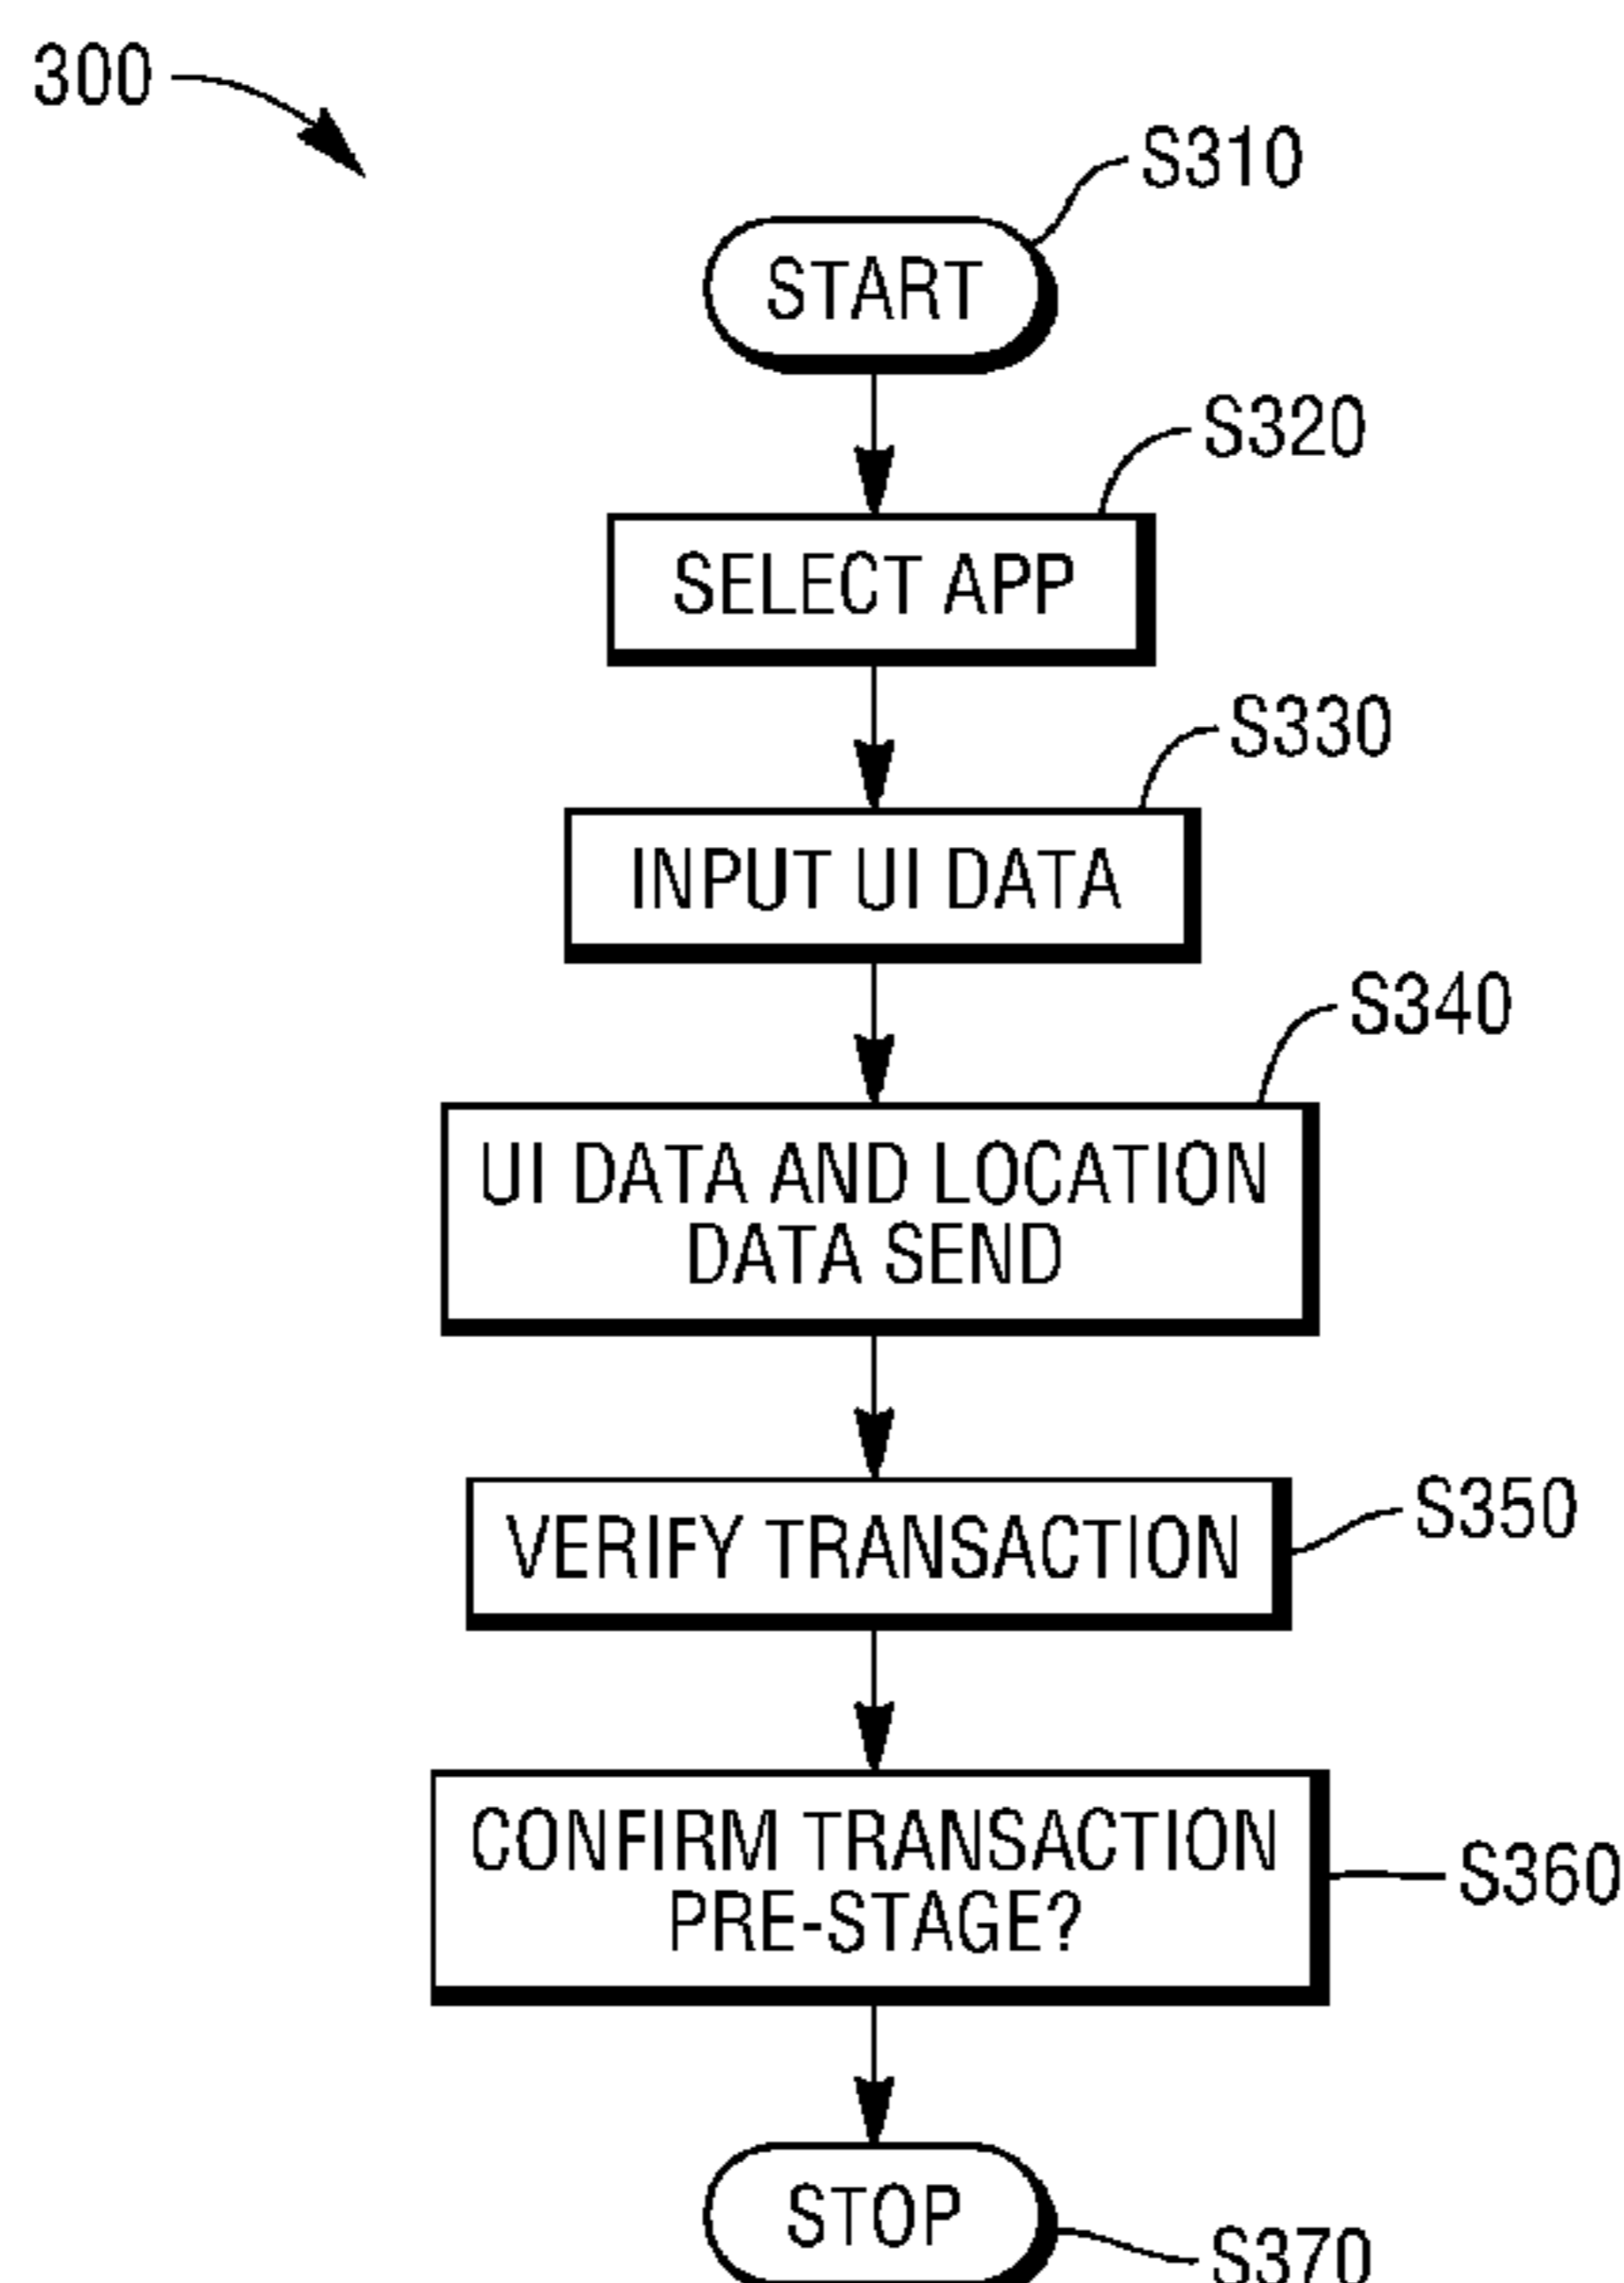 300
S310
START
S320
SELECT APP
S330
INPUT UI DATA
S340
UI DATA AND LOCATION
DATA SEND
S350
VERIFY TRANSACTION
CONFIRM TRANSACTION
PRE-STAGE?
S360
STOP
S370